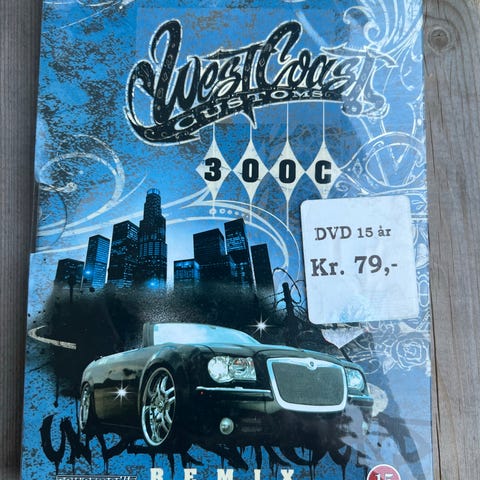 West Coast
CUSTOMS
300C
DVD 15 år
Kr. 79,-
REMIX
15